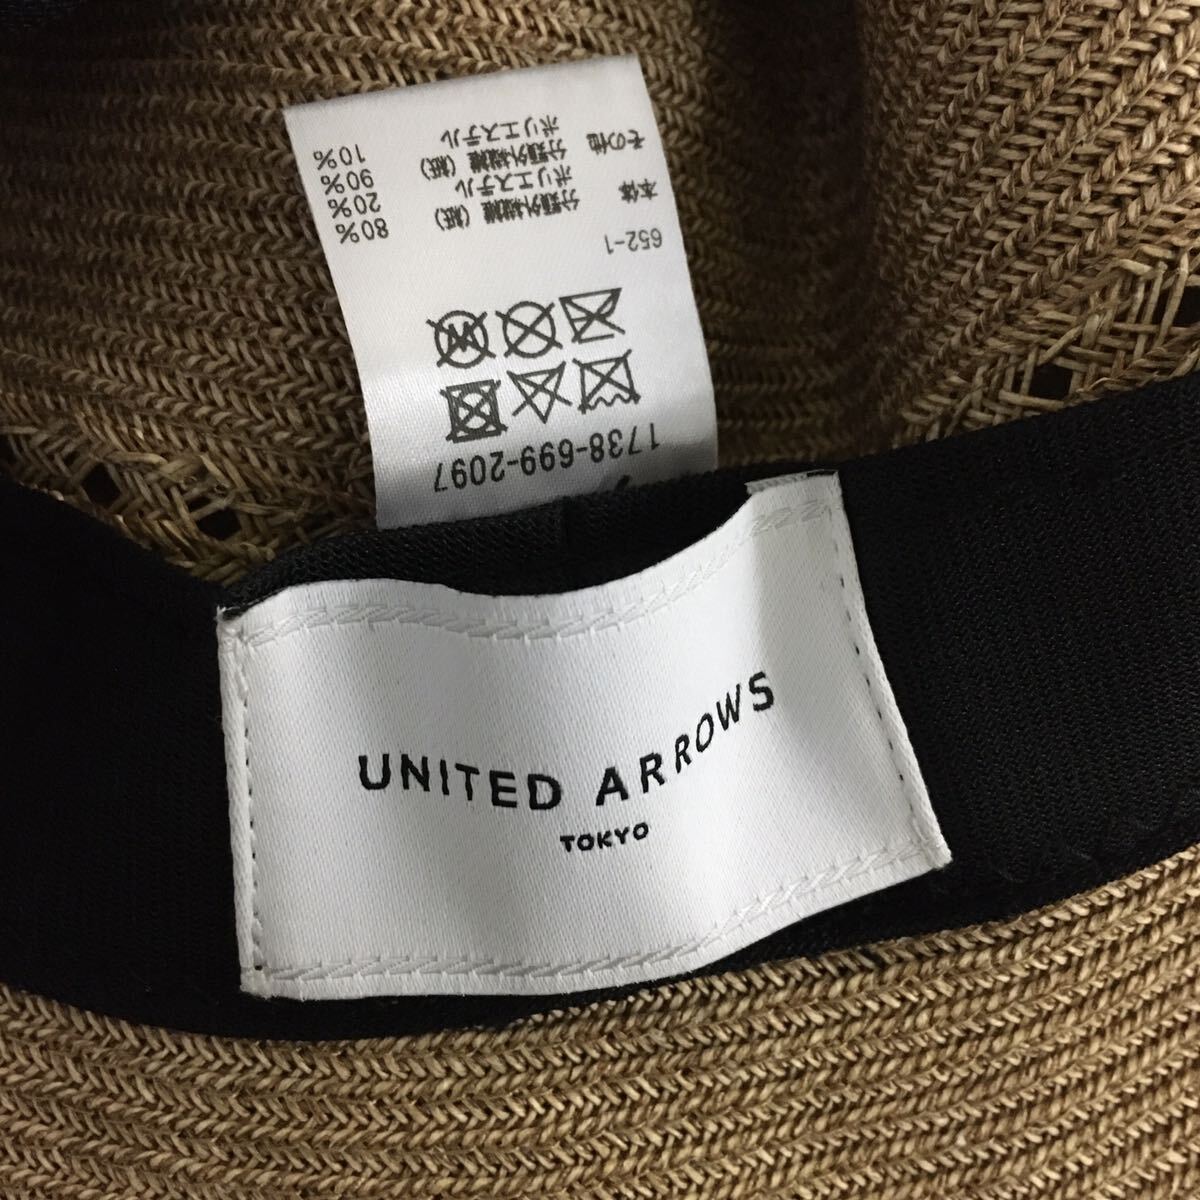 1738-699-2097
652-1
本体 分類外繊維(紙) 80%
ポリエステル 20%
その他 分類外繊維(紙) 90%
ポリエステル 10%
UNITED ARROWS
TOKYO